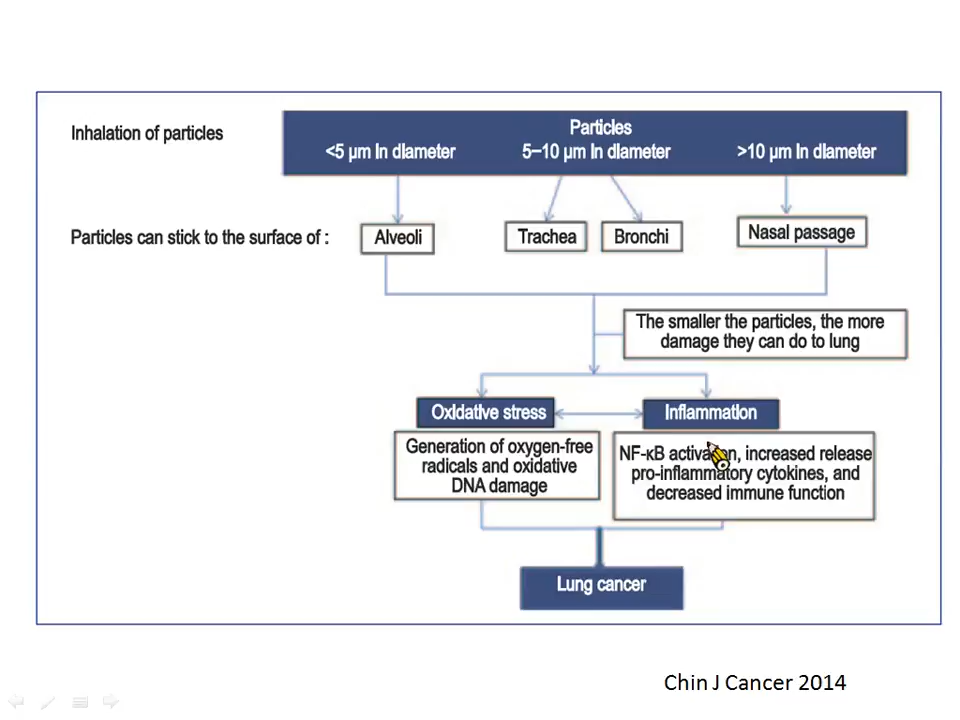 Inhalation of particles
Particles
<5 µm In diameter
5–10 µm In diameter
>10 µm In diameter
Particles can stick to the surface of :
Alveoli
Trachea
Bronchi
Nasal passage
The smaller the particles, the more
damage they can do to lung
Oxidative stress
Inflammation
Generation of oxygen-free
radicals and oxidative
DNA damage
NF-κB activation, increased release
pro-inflammatory cytokines, and
decreased immune function
Lung cancer
Chin J Cancer 2014